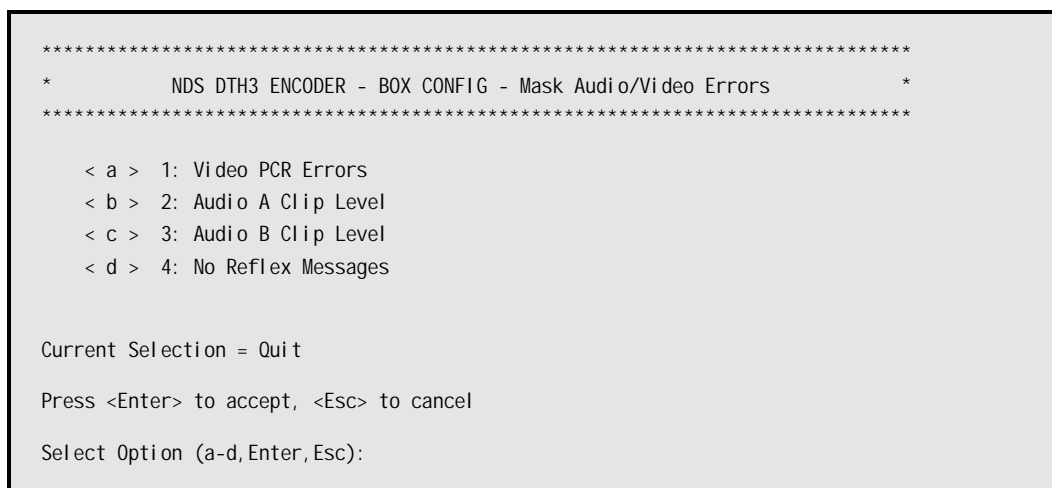 ********************************************************************************
* NDS DTH3 ENCODER - BOX CONFIG - Mask Audio/Video Errors *
********************************************************************************
< a > 1: Video PCR Errors
< b > 2: Audio A Clip Level
< c > 3: Audio B Clip Level
< d > 4: No Reflex Messages
Current Selection = Quit
Press <Enter> to accept, <Esc> to cancel
Select Option (a-d,Enter,Esc):